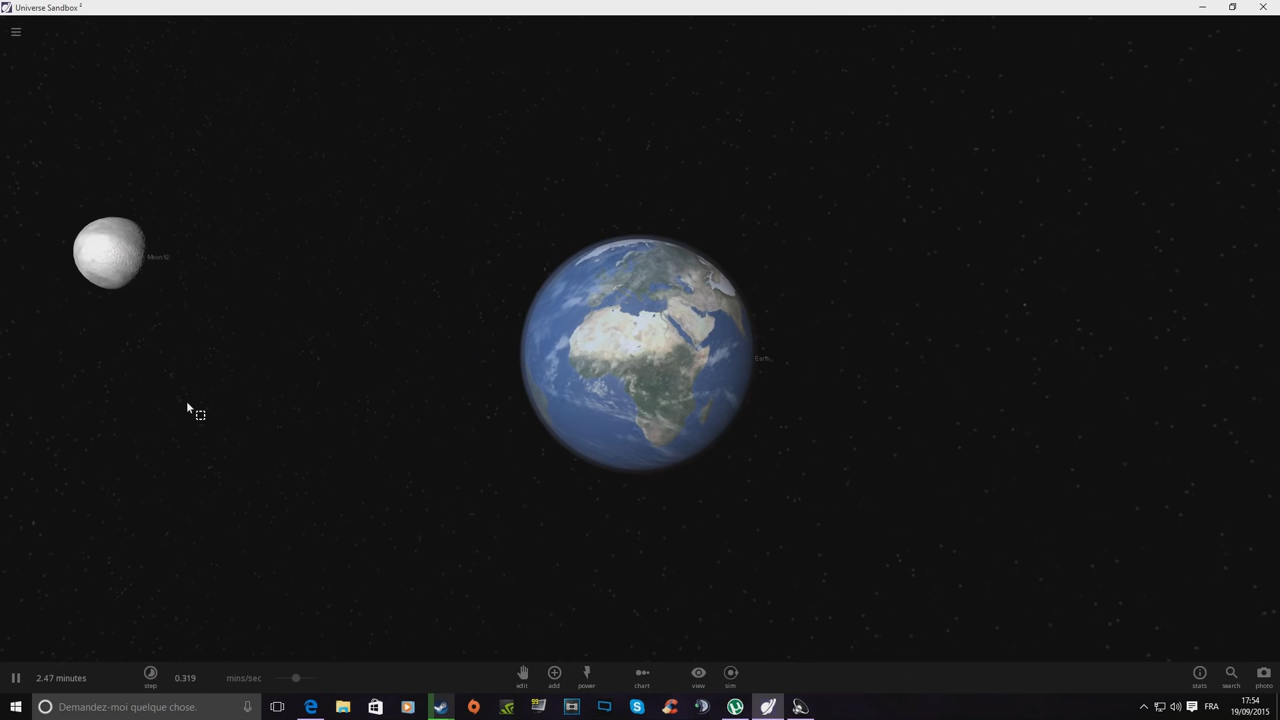 Universe Sandbox ²
Moon
Earth
2.47 minutes
step
0.319
mins/sec
edit
add
power
chart
view
sim
stats
search
photo
Demandez-moi quelque chose.
FRA
17:54
19/09/2015